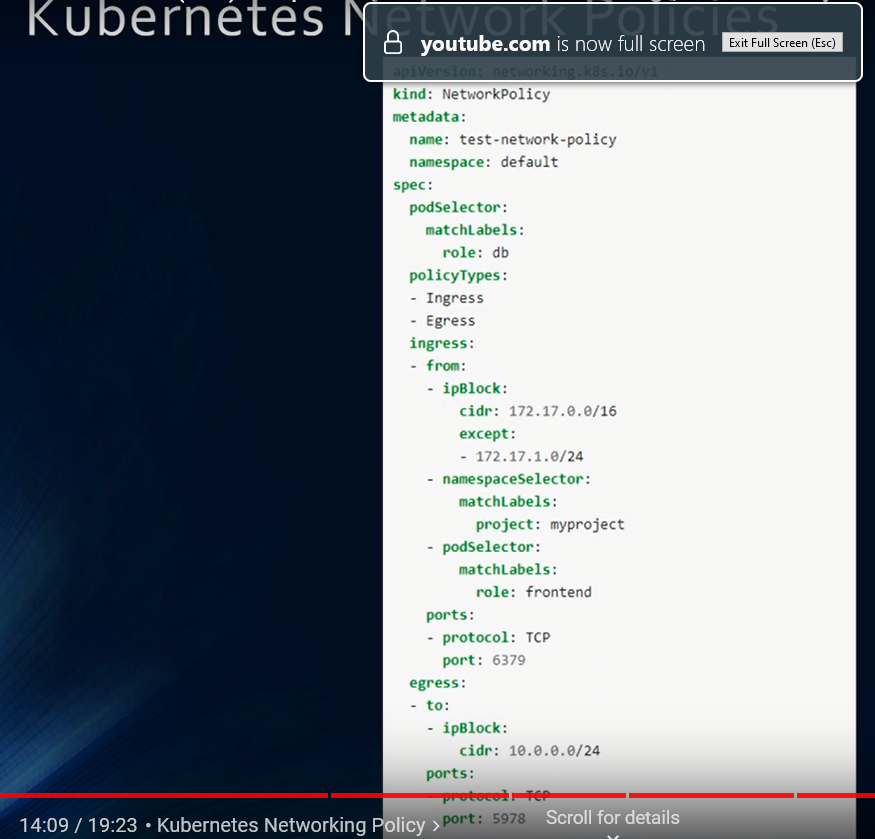 Kubernetes Network Policies
youtube.com is now full screen
Exit Full Screen (Esc)
apiVersion: networking.k8s.io/v1
kind: NetworkPolicy
metadata:
name: test-network-policy
namespace: default
spec:
podSelector:
matchLabels:
role: db
policyTypes:
- Ingress
- Egress
ingress:
- from:
- ipBlock:
cidr: 172.17.0.0/16
except:
- 172.17.1.0/24
- namespaceSelector:
matchLabels:
project: myproject
- podSelector:
matchLabels:
role: frontend
ports:
- protocol: TCP
port: 6379
egress:
- to:
- ipBlock:
cidr: 10.0.0.0/24
ports:
- protocol: TCP
port: 5978
14:09 / 19:23 • Kubernetes Networking Policy >
Scroll for details